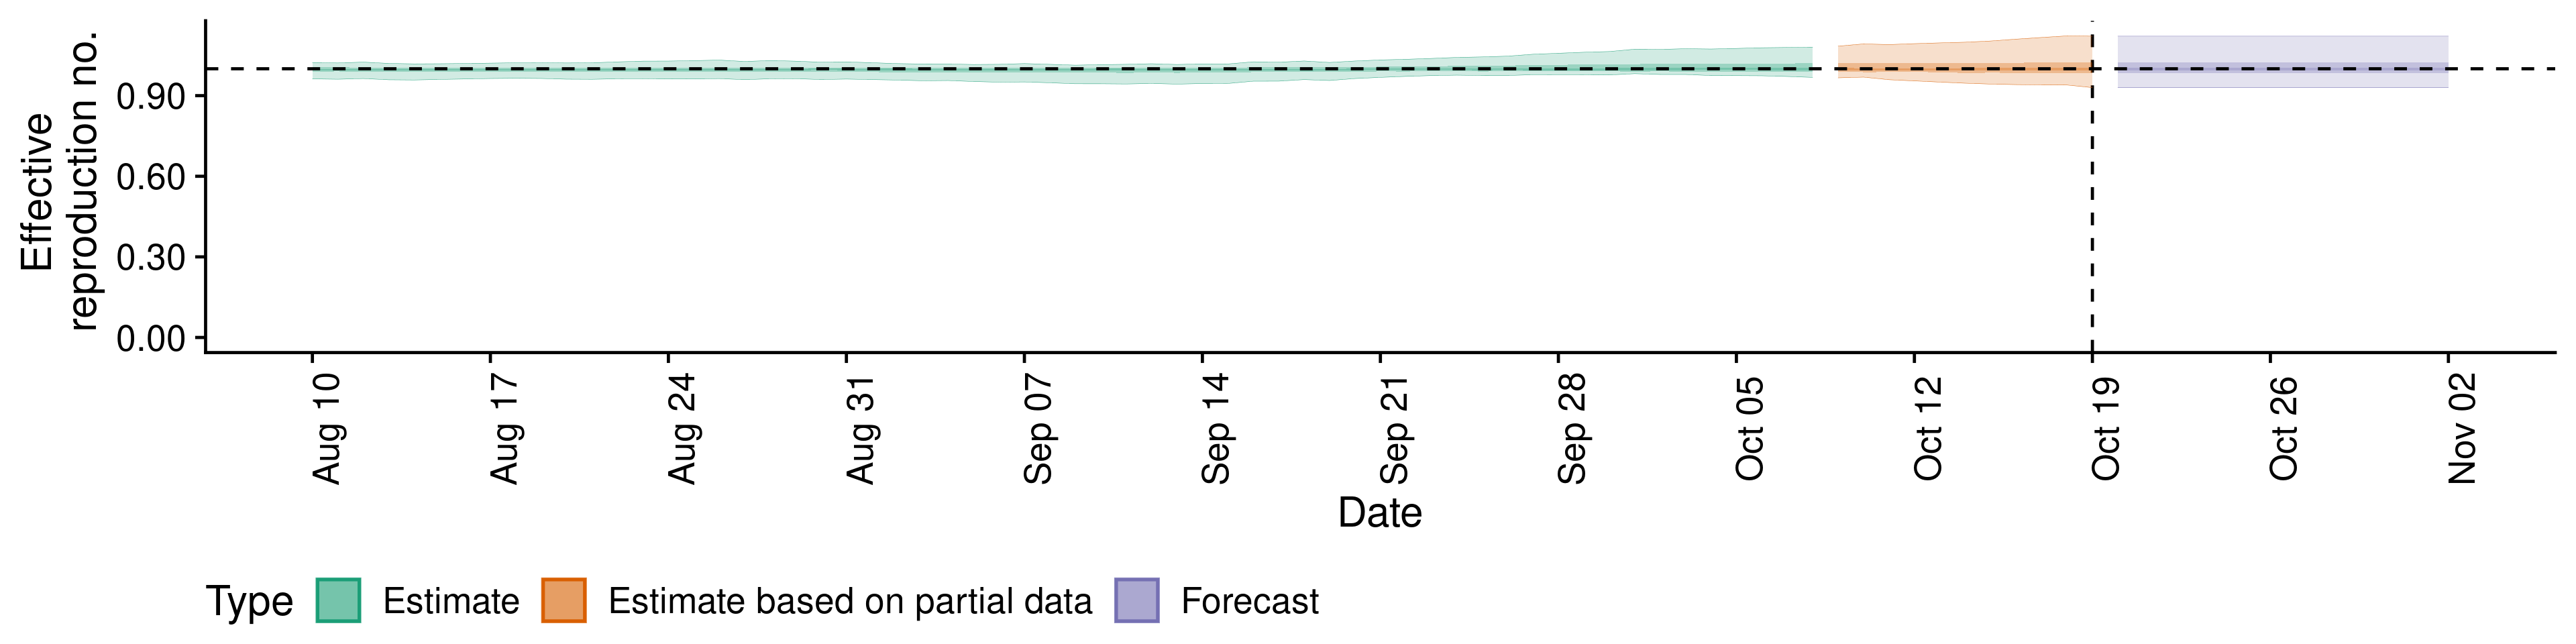 Effective
reproduction no.
0.90
0.60
0.30
0.00
Aug 10
Aug 17
Aug 24
Aug 31
Sep 07
Sep 14
Sep 21
Sep 28
Oct 05
Oct 12
Oct 19
Oct 26
Nov 02
Date
Type Estimate Estimate based on partial data Forecast